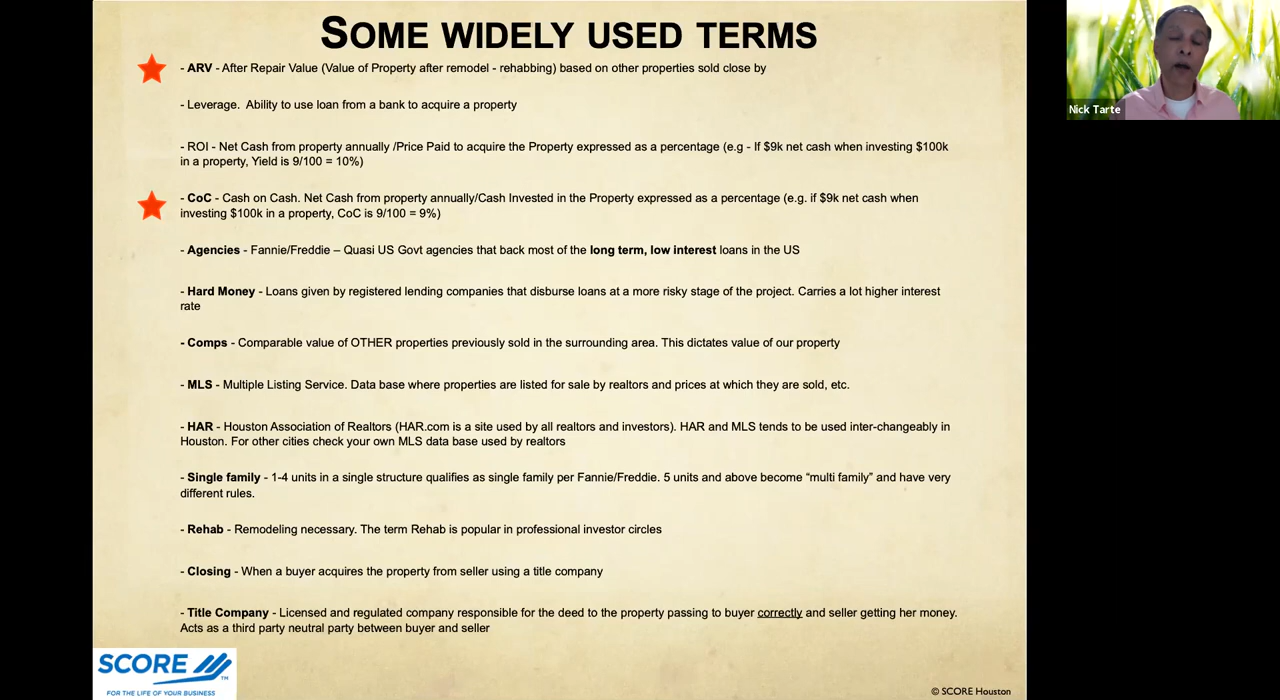 SOME WIDELY USED TERMS
- ARV - After Repair Value (Value of Property after remodel - rehabbing) based on other properties sold close by
- Leverage.  Ability to use loan from a bank to acquire a property
- ROI - Net Cash from property annually /Price Paid to acquire the Property expressed as a percentage (e.g - If $9k net cash when investing $100k
in a property, Yield is 9/100 = 10%)
- CoC - Cash on Cash. Net Cash from property annually/Cash Invested in the Property expressed as a percentage (e.g. if $9k net cash when
investing $100k in a property, CoC is 9/100 = 9%)
- Agencies - Fannie/Freddie – Quasi US Govt agencies that back most of the long term, low interest loans in the US
- Hard Money - Loans given by registered lending companies that disburse loans at a more risky stage of the project. Carries a lot higher interest
rate
- Comps - Comparable value of OTHER properties previously sold in the surrounding area. This dictates value of our property
- MLS - Multiple Listing Service. Data base where properties are listed for sale by realtors and prices at which they are sold, etc.
- HAR - Houston Association of Realtors (HAR.com is a site used by all realtors and investors). HAR and MLS tends to be used inter-changeably in
Houston. For other cities check your own MLS data base used by realtors
- Single family - 1-4 units in a single structure qualifies as single family per Fannie/Freddie. 5 units and above become “multi family” and have very
different rules.
- Rehab - Remodeling necessary. The term Rehab is popular in professional investor circles
- Closing - When a buyer acquires the property from seller using a title company
- Title Company - Licensed and regulated company responsible for the deed to the property passing to buyer correctly and seller getting her money.
Acts as a third party neutral party between buyer and seller
SCORE TM
FOR THE LIFE OF YOUR BUSINESS
© SCORE Houston
Nick Tarte